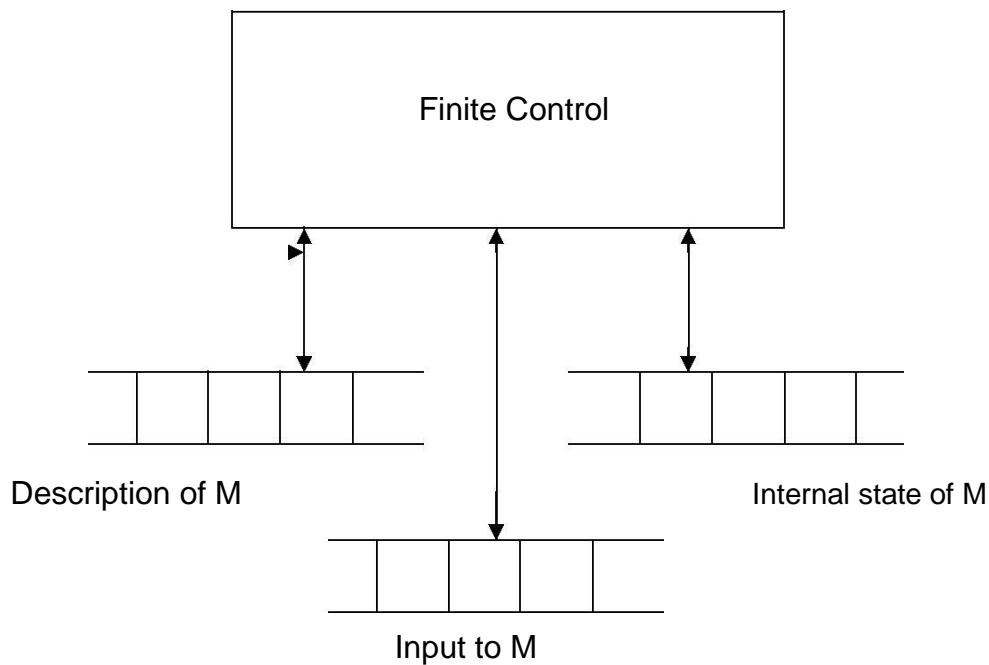 Finite Control
Description of M
Internal state of M
Input to M